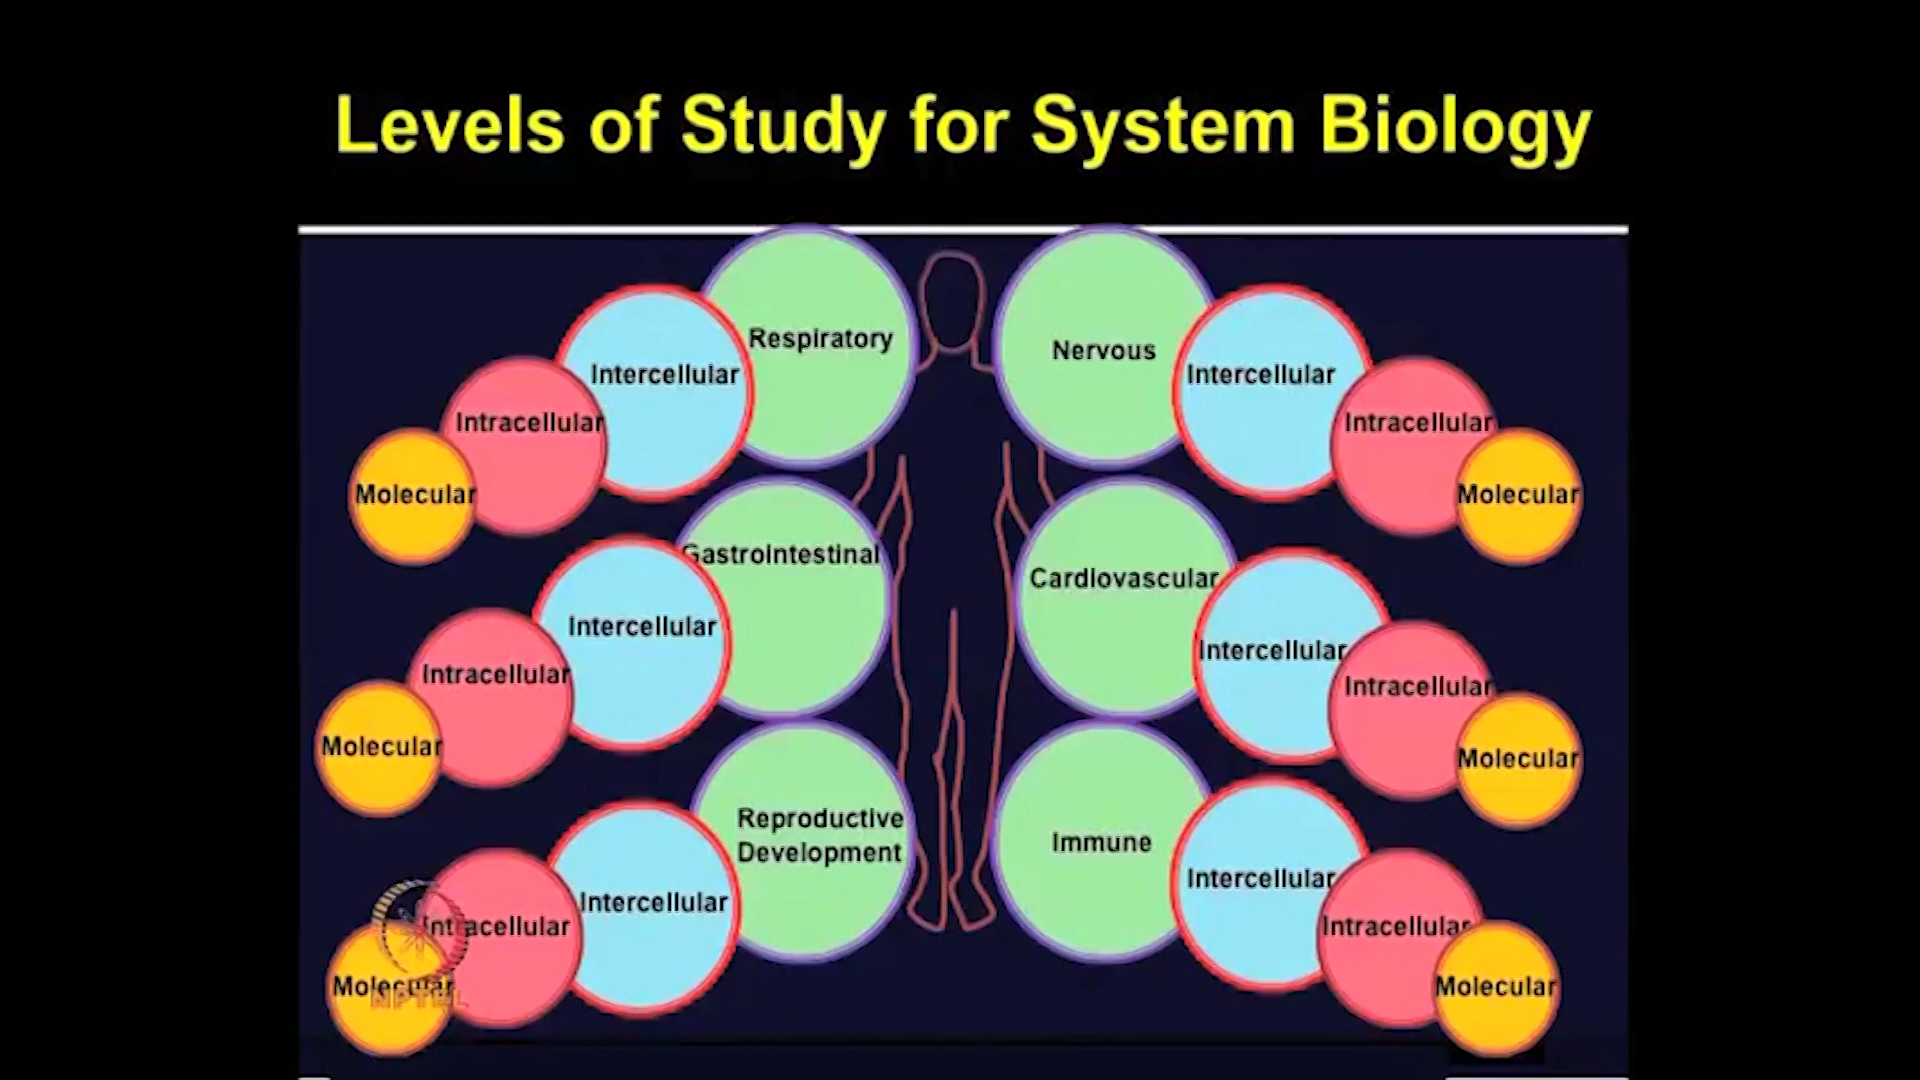 Levels of Study for System Biology
Respiratory
Intercellular
Intracellular
Molecular
Nervous
Intercellular
Intracellular
Molecular
Gastrointestinal
Intercellular
Intracellular
Molecular
Cardiovascular
Intercellular
Intracellular
Molecular
Reproductive
Development
Intercellular
Intracellular
Molecular
Immune
Intercellular
Intracellular
Molecular
NPTEL